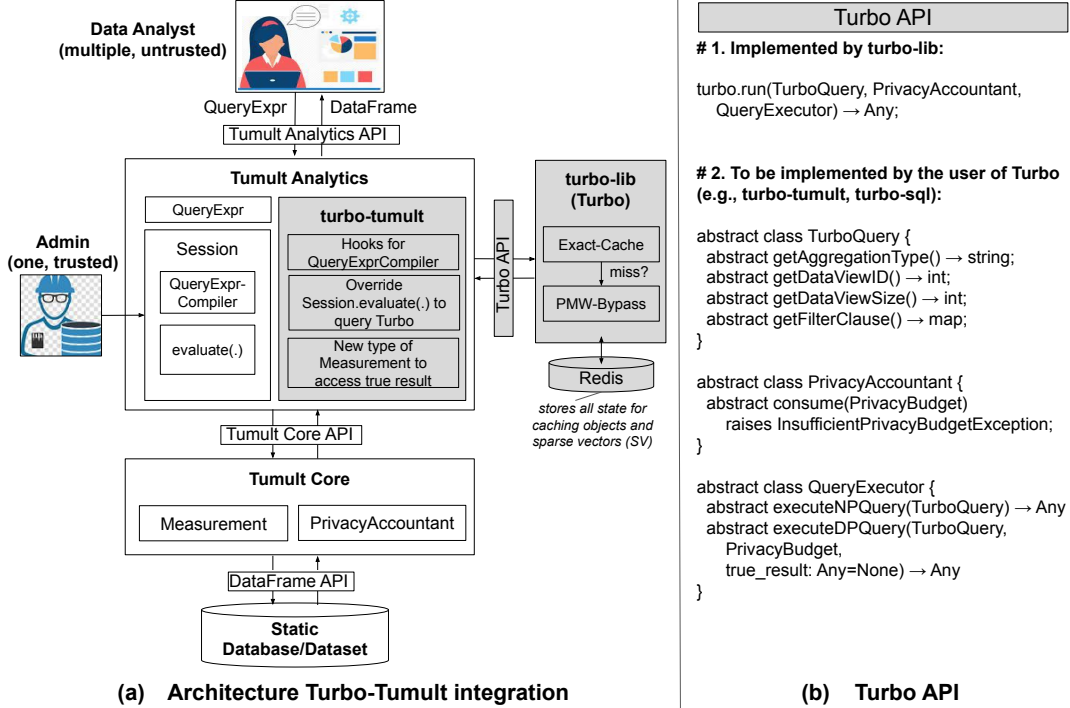 Data Analyst
(multiple, untrusted)
QueryExpr
DataFrame
Tumult Analytics API
Tumult Analytics
QueryExpr
Session
QueryExpr-
Compiler
evaluate(.)
turbo-tumult
Hooks for
QueryExprCompiler
Override
Session.evaluate(.) to
query Turbo
New type of
Measurement to
access true result
Admin
(one, trusted)
Turbo API
turbo-lib
(Turbo)
Exact-Cache
miss?
PMW-Bypass
Redis
stores all state for
caching objects and
sparse vectors (SV)
Tumult Core API
Tumult Core
Measurement
PrivacyAccountant
DataFrame API
Static
Database/Dataset
(a) Architecture Turbo-Tumult integration
Turbo API
# 1. Implemented by turbo-lib:
turbo.run(TurboQuery, PrivacyAccountant,
QueryExecutor) → Any;
# 2. To be implemented by the user of Turbo
(e.g., turbo-tumult, turbo-sql):
abstract class TurboQuery {
abstract getAggregationType() → string;
abstract getDataViewID() → int;
abstract getDataViewSize() → int;
abstract getFilterClause() → map;
}
abstract class PrivacyAccountant {
abstract consume(PrivacyBudget)
raises InsufficientPrivacyBudgetException;
}
abstract class QueryExecutor {
abstract executeNPQuery(TurboQuery) → Any
abstract executeDPQuery(TurboQuery,
PrivacyBudget,
true_result: Any=None) → Any
}
(b) Turbo API